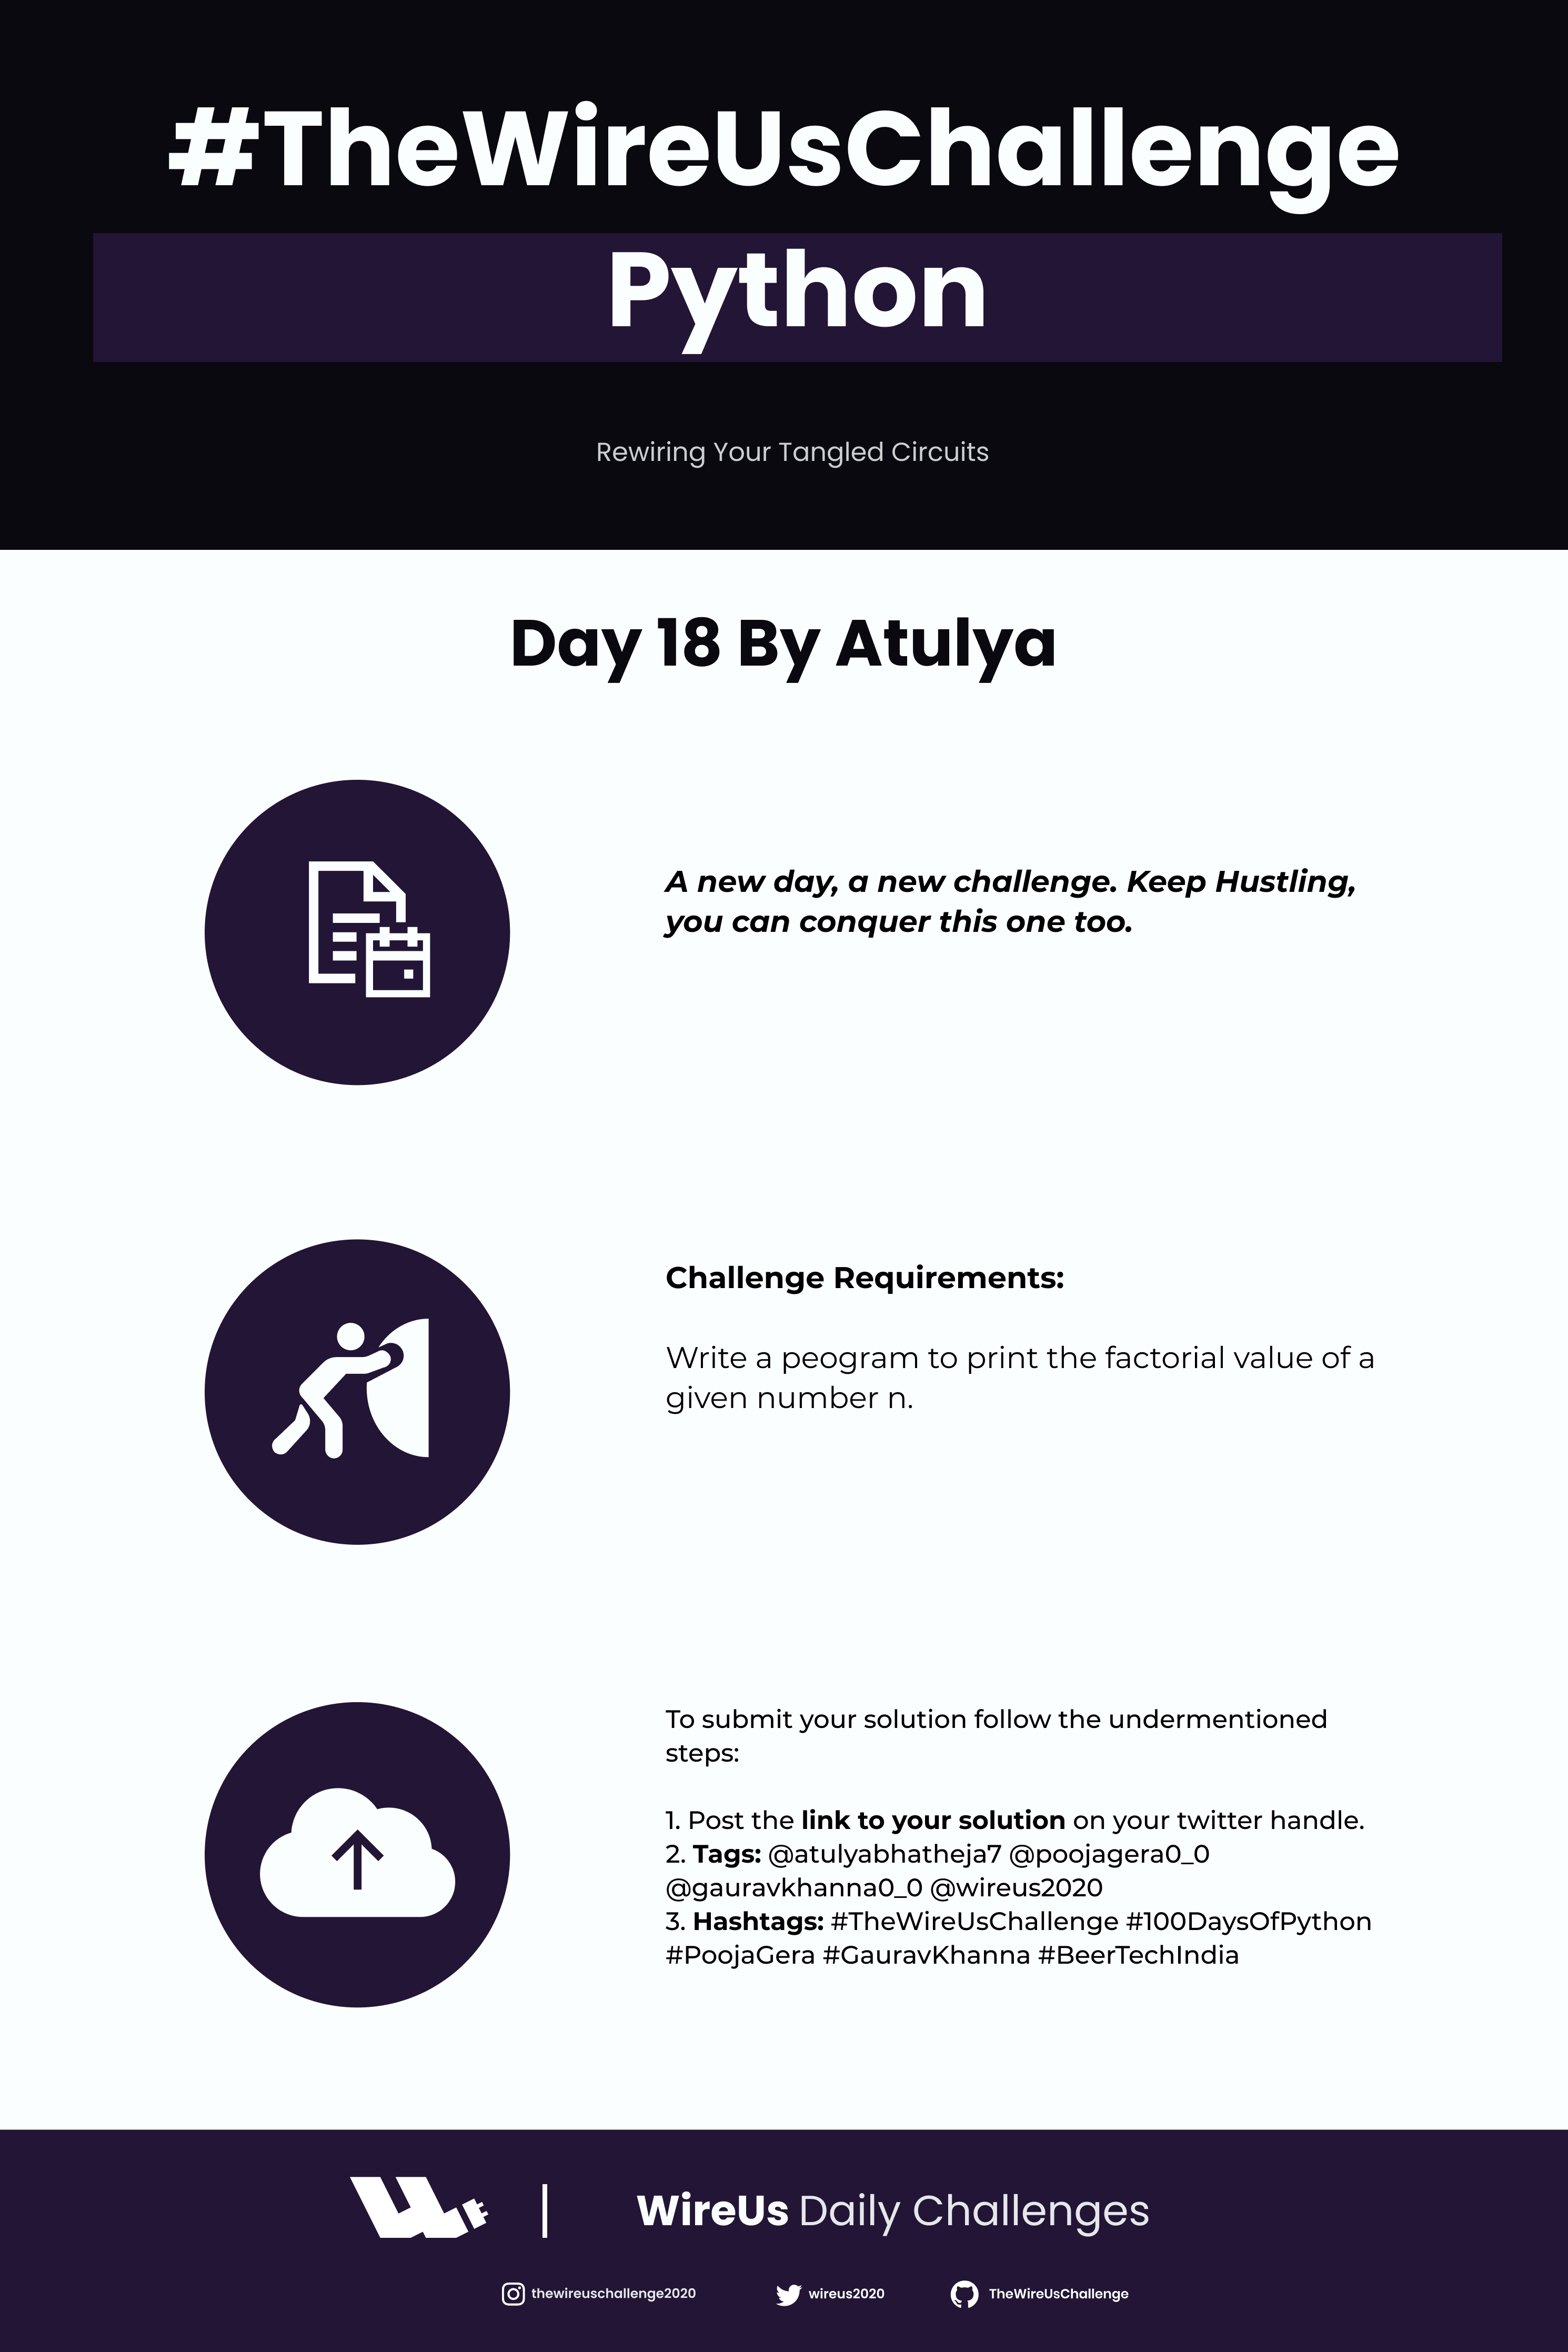 #TheWireUsChallenge
Python
Rewiring Your Tangled Circuits
Day 18 By Atulya
A new day, a new challenge. Keep Hustling,
you can conquer this one too.
Challenge Requirements:
Write a peogram to print the factorial value of a
given number n.
To submit your solution follow the undermentioned
steps:
1. Post the link to your solution on your twitter handle.
2. Tags: @atulyabhatheja7 @poojagera0_0
@gauravkhanna0_0 @wireus2020
3. Hashtags: #TheWireUsChallenge #100DaysOfPython
#PoojaGera #GauravKhanna #BeerTechIndia
WireUs Daily Challenges
thewireuschallenge2020 wireus2020 TheWireUsChallenge